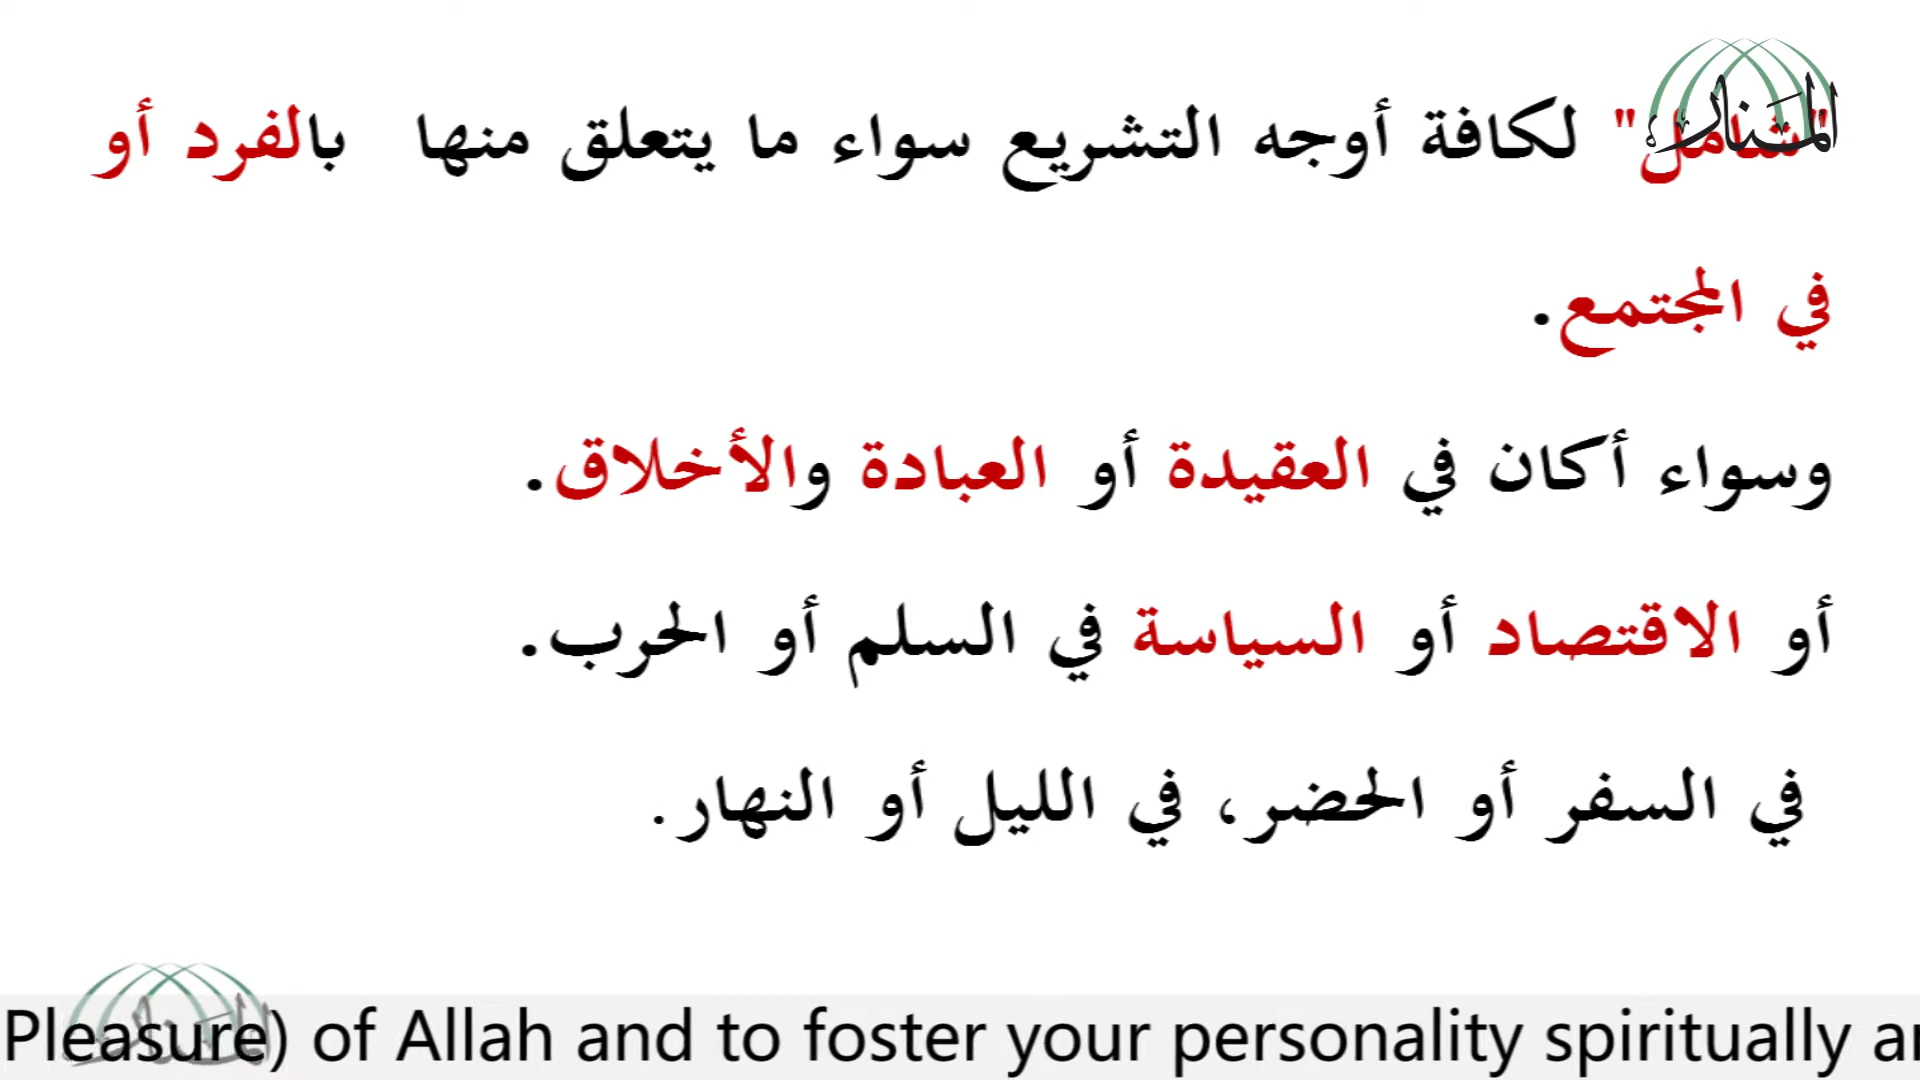 "شامل" لكافة أوجه التشريع سواء ما يتعلق منها بالفرد أو
في المجتمع.
وسواء أكان في العقيدة أو العبادة والأخلاق.
أو الاقتصاد أو السياسة في السلم أو الحرب.
في السفر أو الحضر، في الليل أو النهار.
المنار
Pleasure) of Allah and to foster your personality spiritually